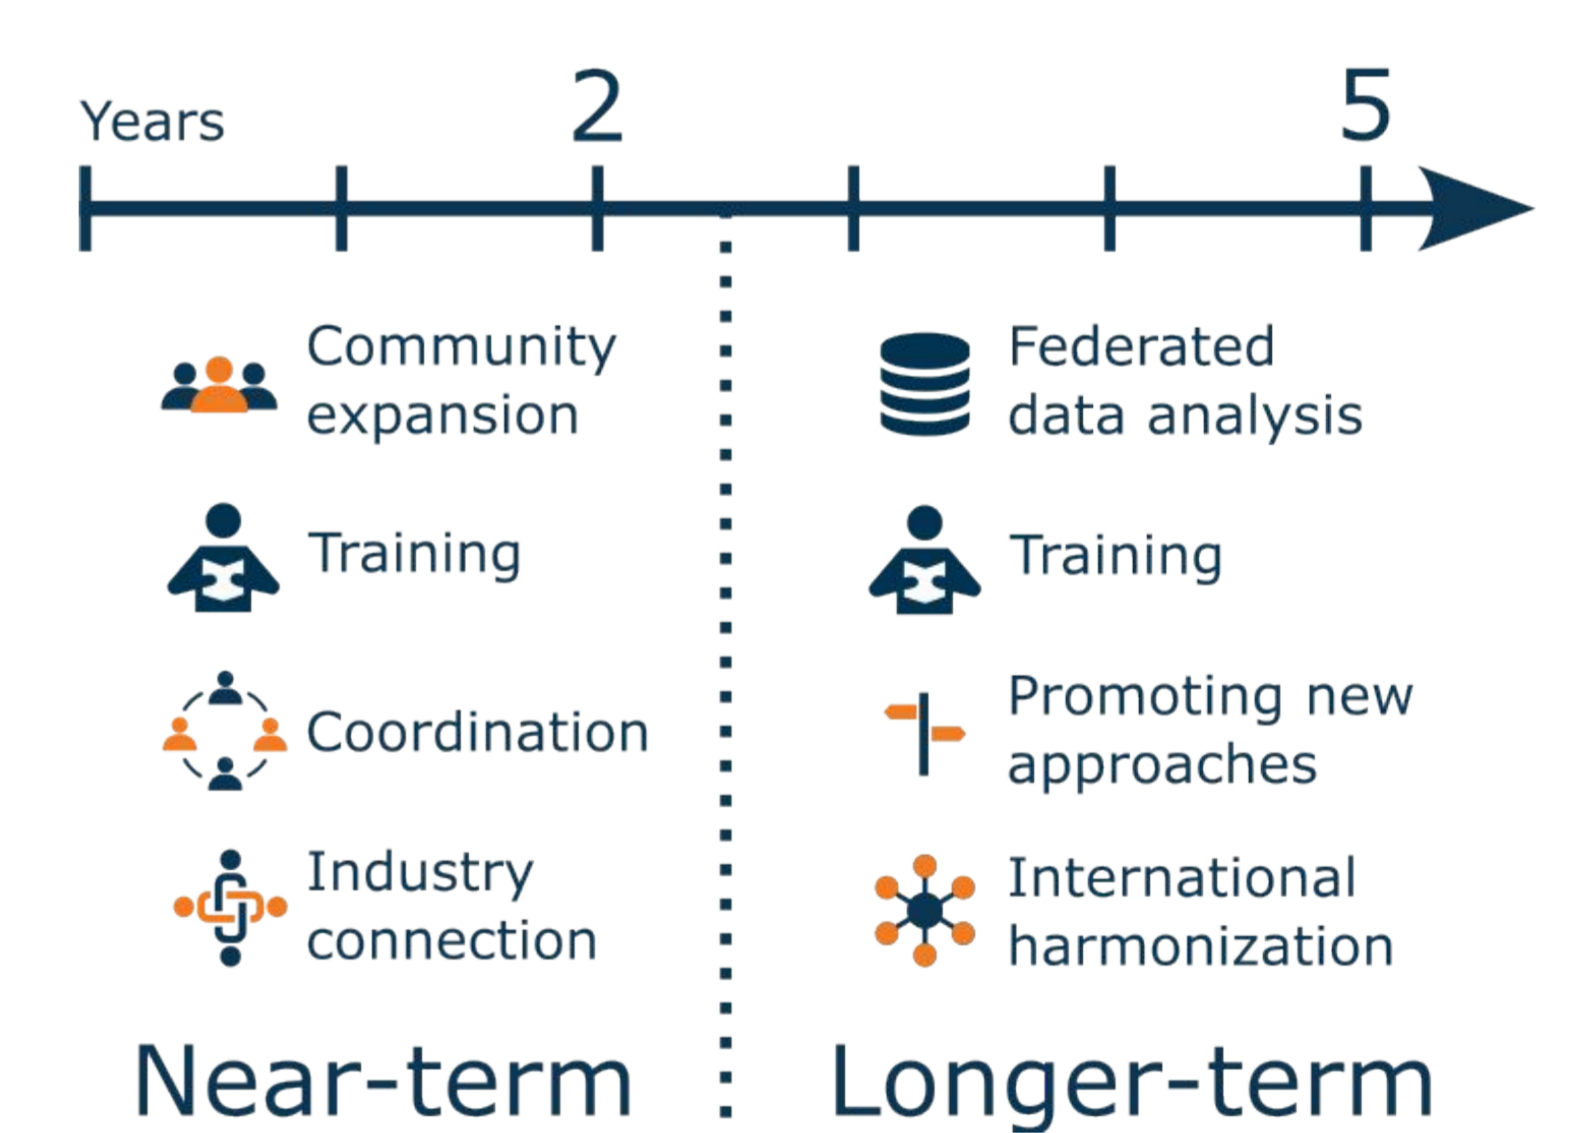 Years
2
5
Community
expansion
Training
Coordination
Industry
connection
Near-term
Federated
data analysis
Training
Promoting new
approaches
International
harmonization
Longer-term